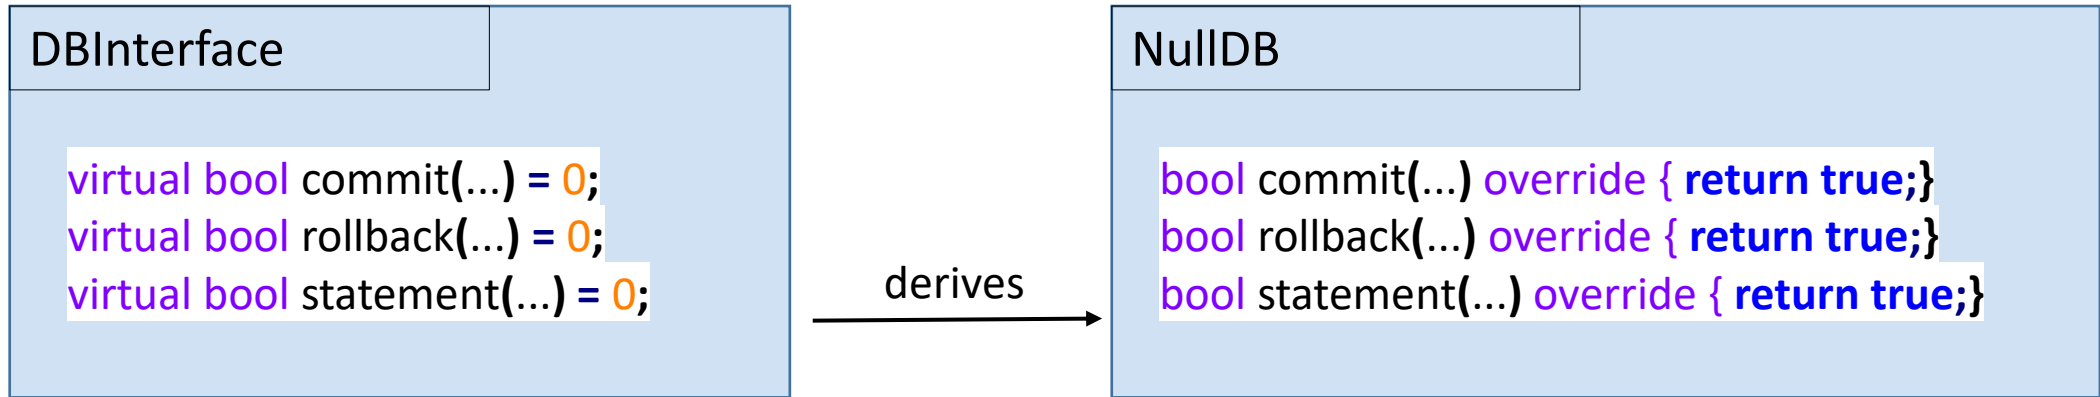 DBInterface
virtual bool commit(...) = 0;
virtual bool rollback(...) = 0;
virtual bool statement(...) = 0;
derives
NullDB
bool commit(...) override { return true;}
bool rollback(...) override { return true;}
bool statement(...) override { return true;}